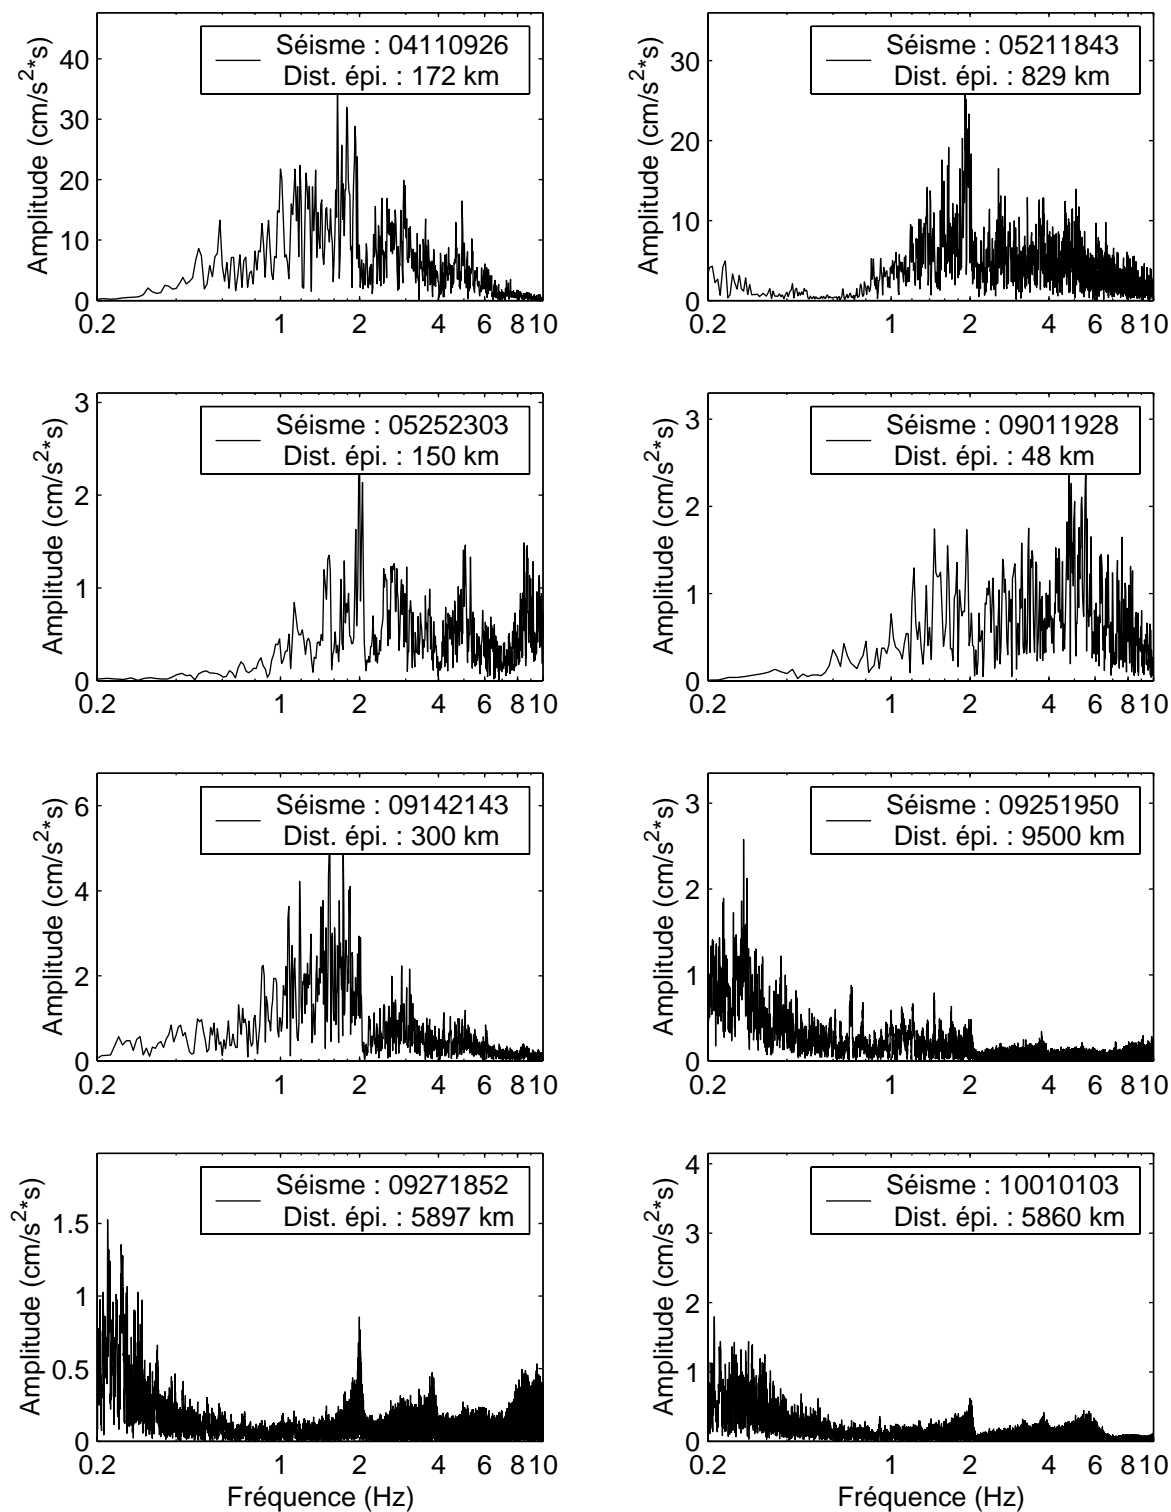 Séisme : 04110926
Dist. épi. : 172 km
Amplitude (cm/s²*s)
40
30
20
10
0
0.2 1 2 4 6 8 10
Séisme : 05211843
Dist. épi. : 829 km
Amplitude (cm/s²*s)
30
20
10
0
0.2 1 2 4 6 8 10
Séisme : 05252303
Dist. épi. : 150 km
Amplitude (cm/s²*s)
3
2
1
0
0.2 1 2 4 6 8 10
Séisme : 09011928
Dist. épi. : 48 km
Amplitude (cm/s²*s)
3
2
1
0
0.2 1 2 4 6 8 10
Séisme : 09142143
Dist. épi. : 300 km
Amplitude (cm/s²*s)
6
4
2
0
0.2 1 2 4 6 8 10
Séisme : 09251950
Dist. épi. : 9500 km
Amplitude (cm/s²*s)
3
2
1
0
0.2 1 2 4 6 8 10
Séisme : 09271852
Dist. épi. : 5897 km
Amplitude (cm/s²*s)
1.5
1
0.5
0
0.2 1 2 4 6 8 10
Fréquence (Hz)
Séisme : 10010103
Dist. épi. : 5860 km
Amplitude (cm/s²*s)
4
3
2
1
0
0.2 1 2 4 6 8 10
Fréquence (Hz)